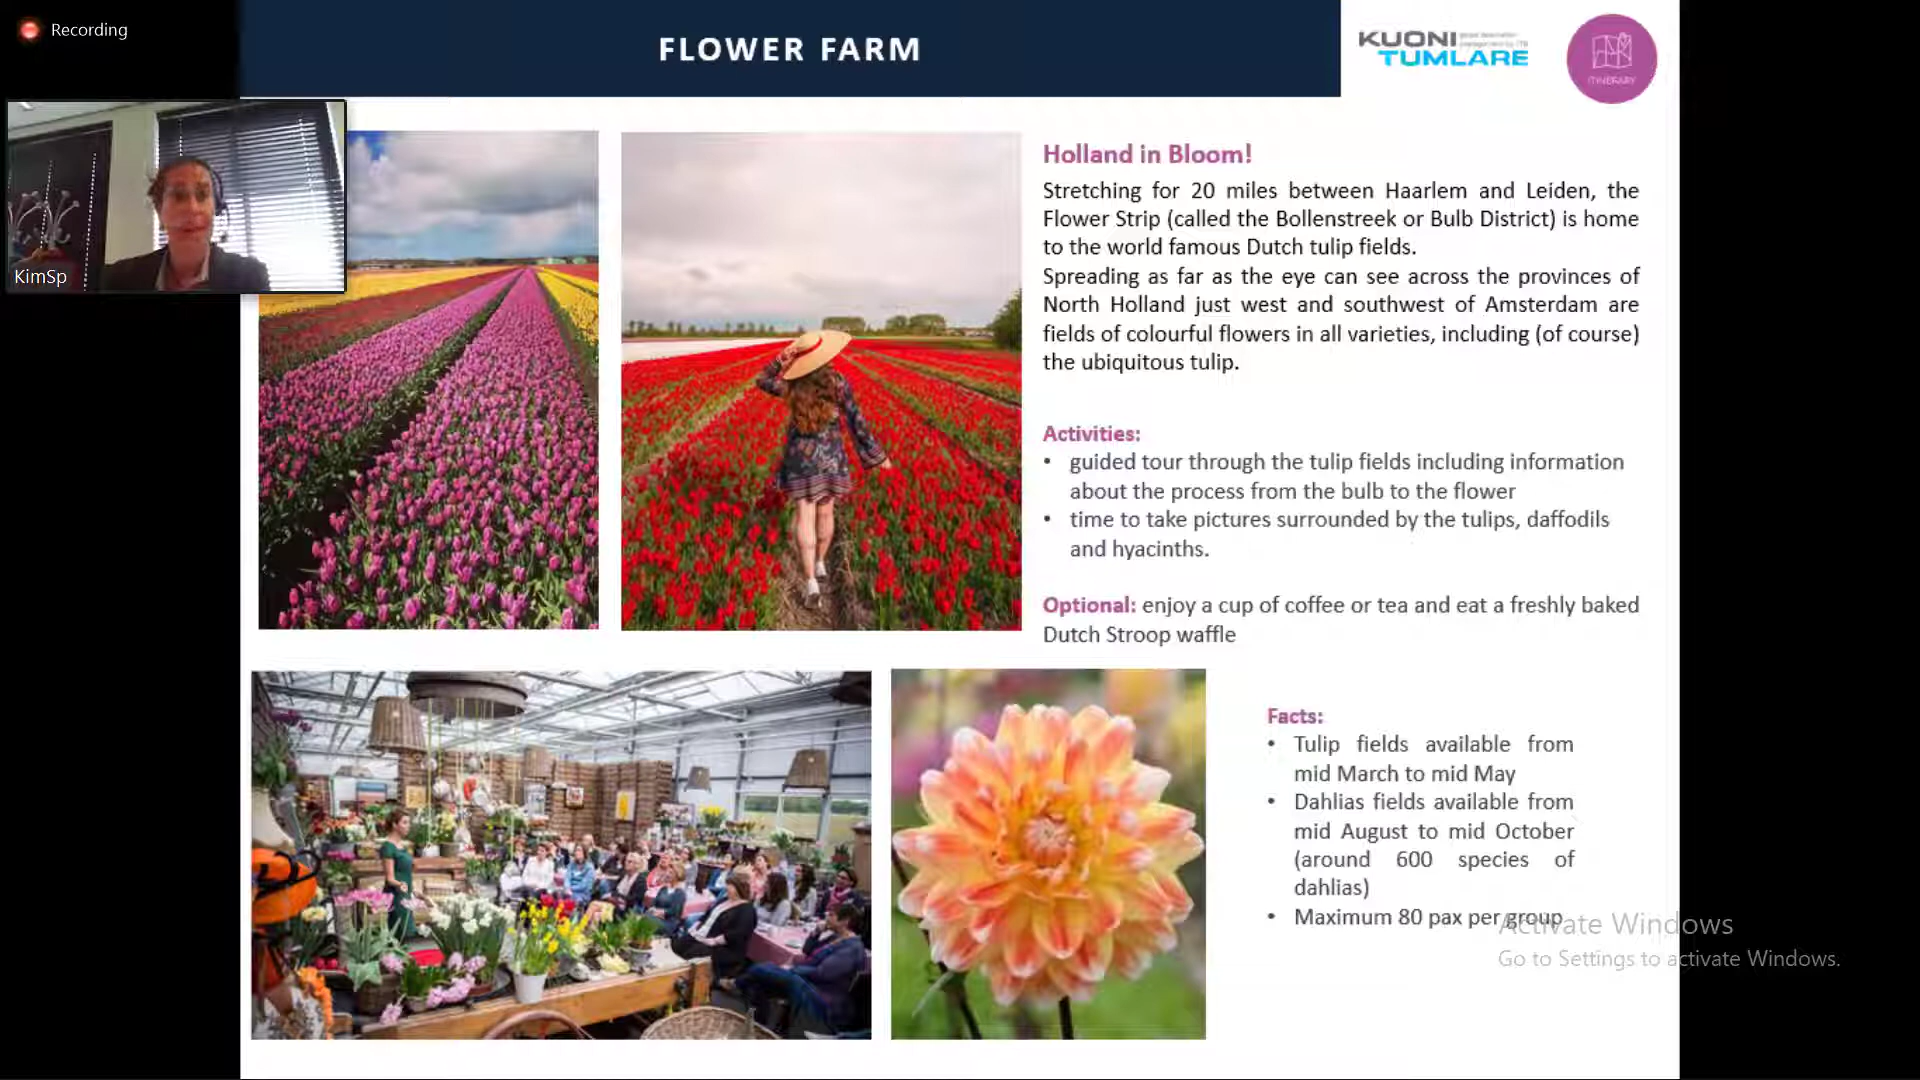 Recording
FLOWER FARM
KUONI
TUMLARE
ITINERARY
KimSp
Holland in Bloom!
Stretching for 20 miles between Haarlem and Leiden, the
Flower Strip (called the Bollenstreek or Bulb District) is home
to the world famous Dutch tulip fields.
Spreading as far as the eye can see across the provinces of
North Holland just west and southwest of Amsterdam are
fields of colourful flowers in all varieties, including (of course)
the ubiquitous tulip.
Activities:
• guided tour through the tulip fields including information
about the process from the bulb to the flower
• time to take pictures surrounded by the tulips, daffodils
and hyacinths.
Optional: enjoy a cup of coffee or tea and eat a freshly baked
Dutch Stroop waffle
Facts:
• Tulip fields available from
mid March to mid May
• Dahlias fields available from
mid August to mid October
(around 600 species of
dahlias)
• Maximum 80 pax per group
Activate Windows
Go to Settings to activate Windows.